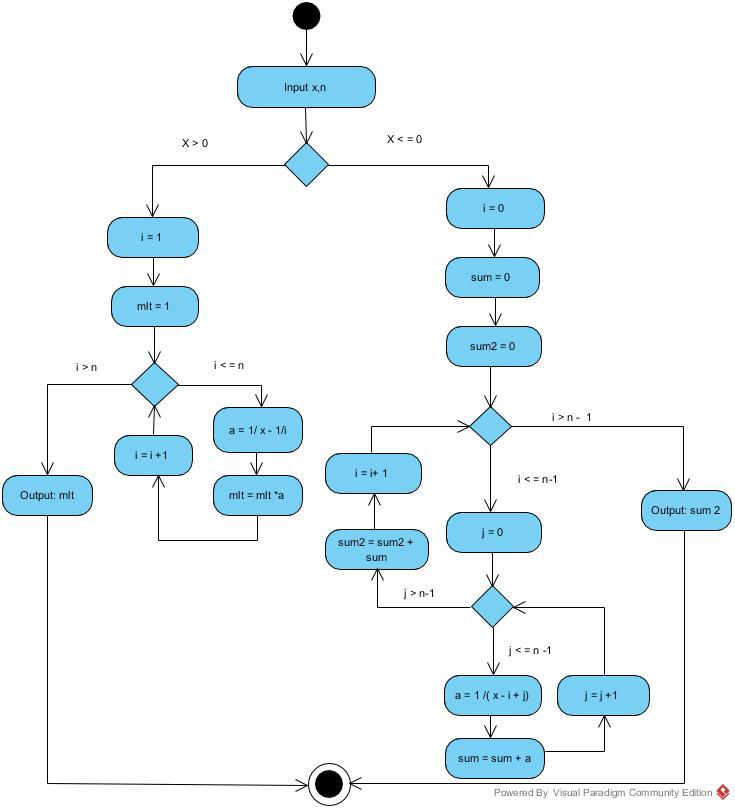 Input x,n
X > 0
X < = 0
i = 0
i = 1
sum = 0
mlt = 1
sum2 = 0
i > n
i < = n
i > n - 1
a = 1/ x - 1/i
i = i +1
i = i+ 1
i < = n-1
Output: mlt
mlt = mlt *a
Output: sum 2
j = 0
sum2 = sum2 +
sum
j > n-1
j < = n -1
a = 1 /( x - i + j)
j = j +1
sum = sum + a
Powered By Visual Paradigm Community Edition